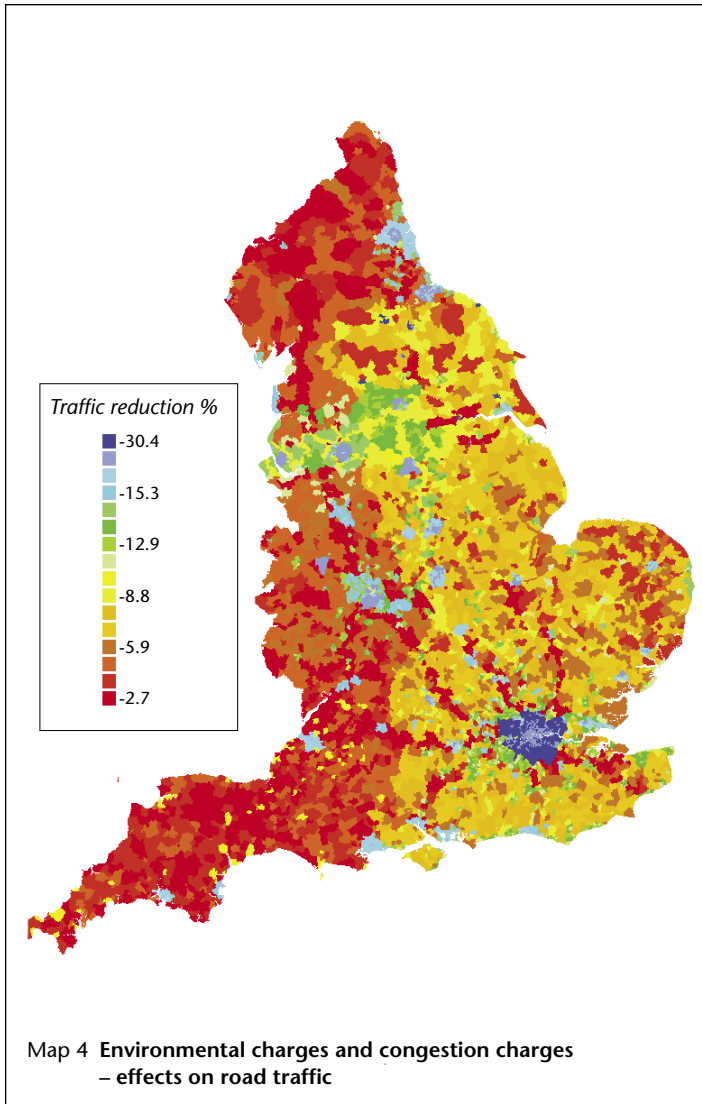 Traffic reduction %
-30.4
-15.3
-12.9
-8.8
-5.9
-2.7
Map 4 Environmental charges and congestion charges
– effects on road traffic